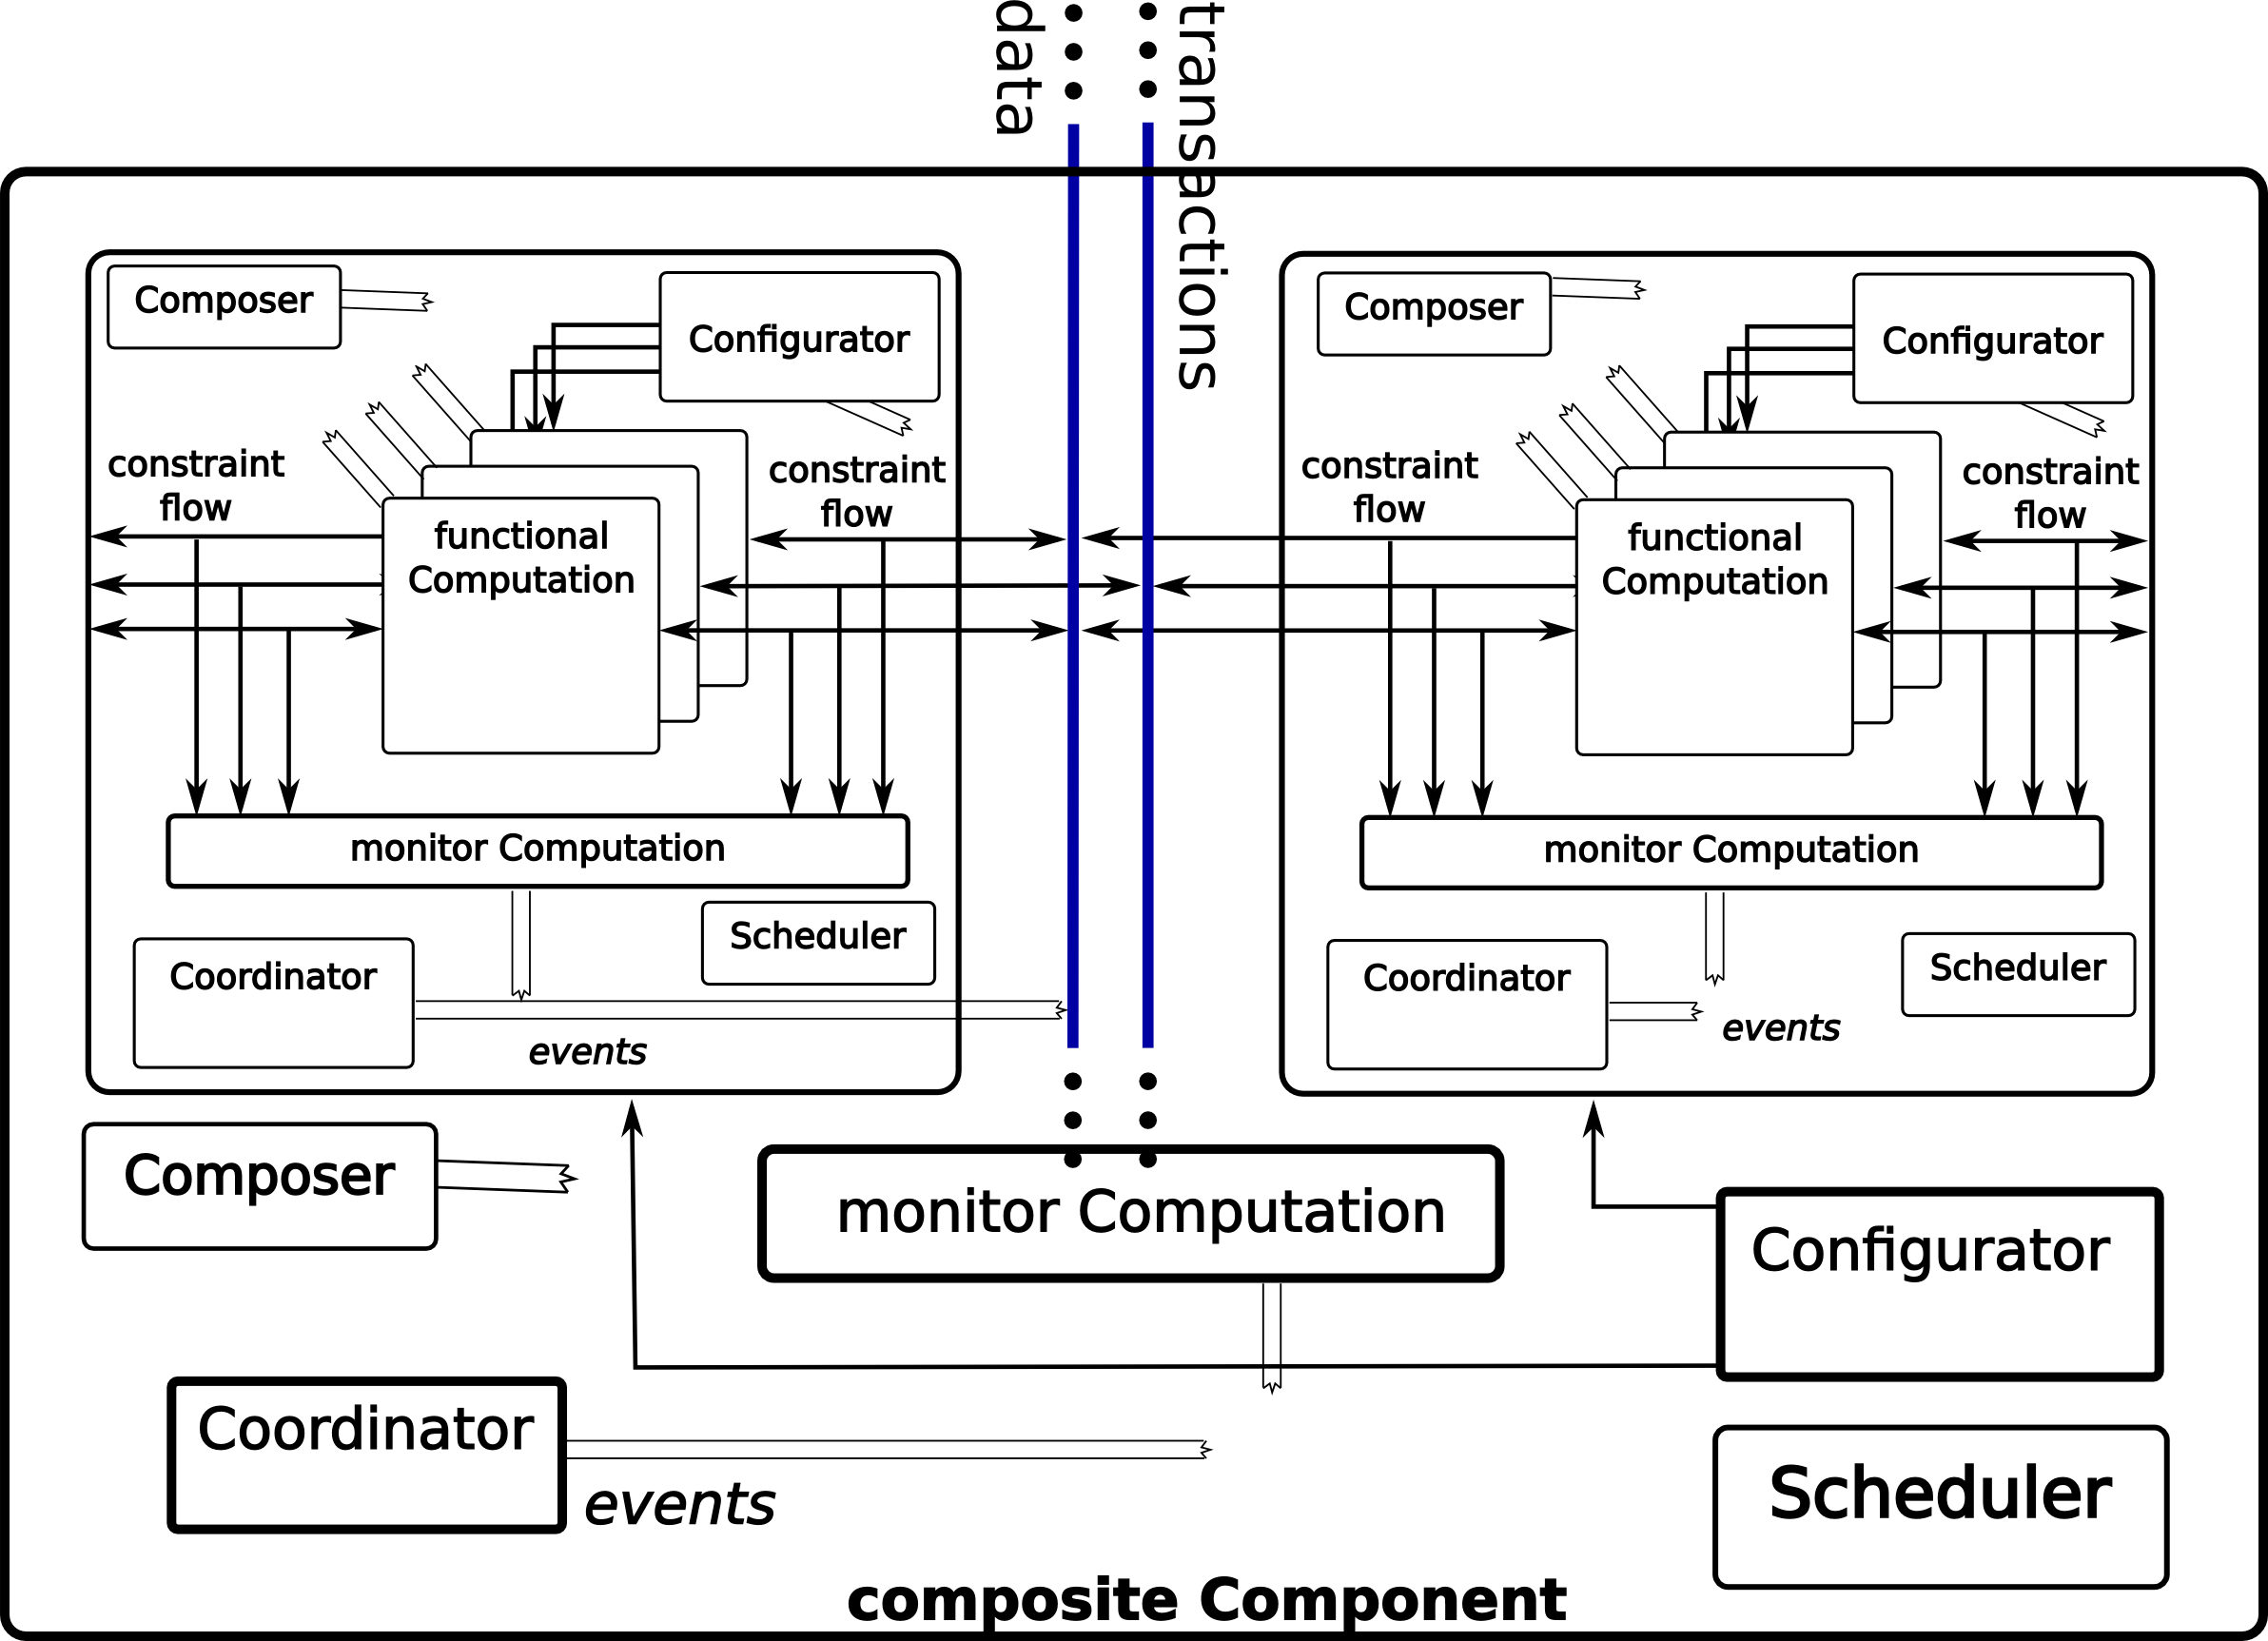 data
transactions
Composer
Configurator
constraint
flow
constraint
flow
functional
Computation
monitor Computation
Scheduler
Coordinator
events
Composer
Configurator
constraint
flow
constraint
flow
functional
Computation
monitor Computation
Scheduler
Coordinator
events
Composer
monitor Computation
Configurator
Coordinator
events
Scheduler
composite Component